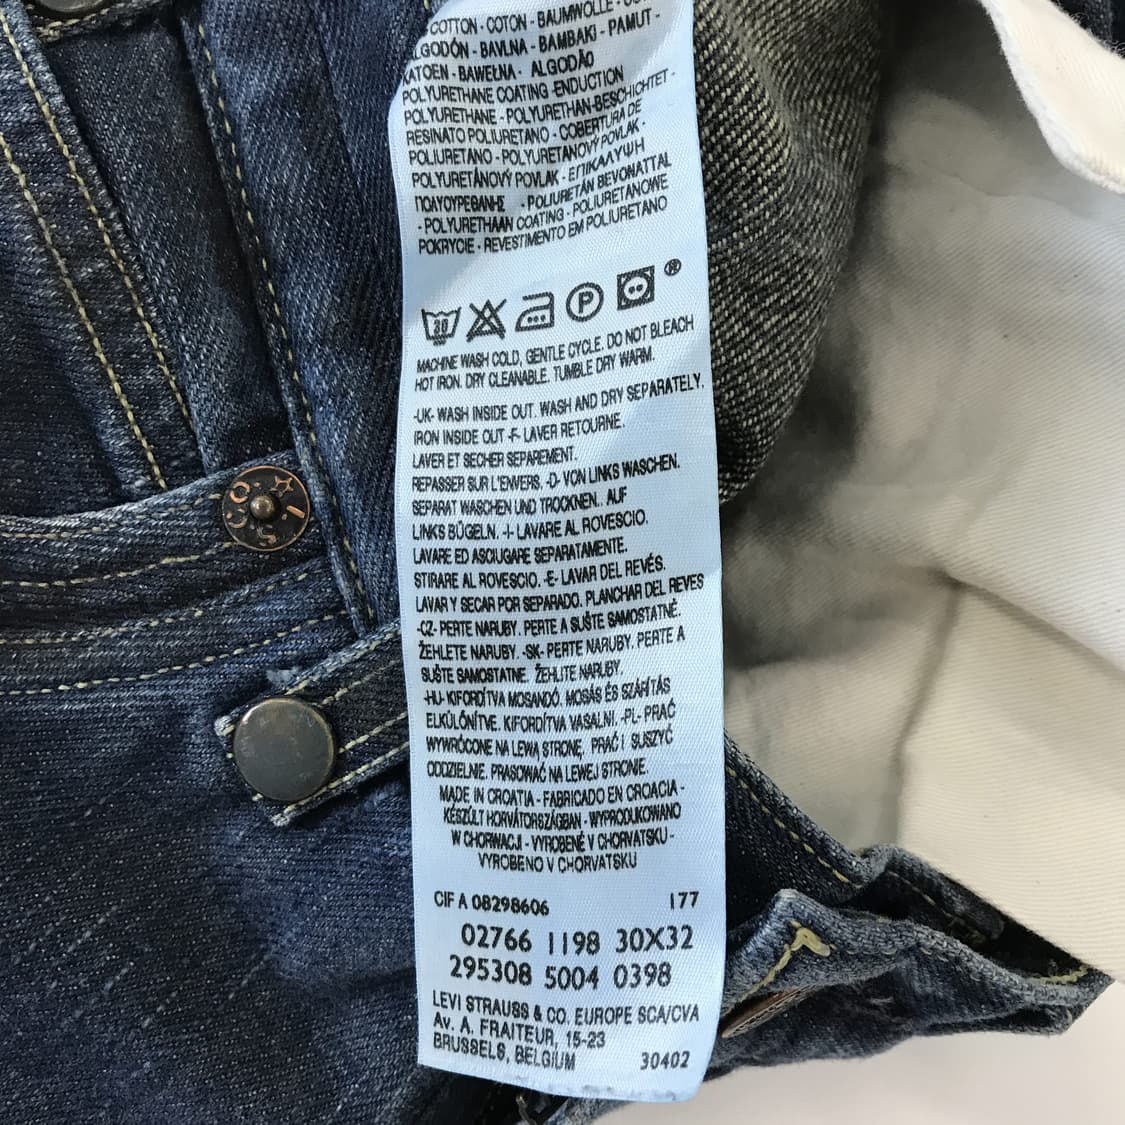 COTTON - COTON - BAUMWOLLE -
ALGODÓN - BAVLNA - BAMBAKI - PAMUT -
KATOEN - BAWEŁNA - ALGODÃO
POLYURETHANE COATING -ENDUCTION
POLYURETHANE - POLYURETHAN-BESCHICHTET -
RESINATO POLIURETANO - COBERTURA DE
POLIURETANO - POLYURETANOVÝ POVLAK -
POLYURETÁNOVÝ POVLAK - ΕΠΙΚΑΛΥΨΗ
ΠΟΛΥΟΥΡΕΘΑΝΗΣ - POLIURETÁN BEVONATTAL
- POLYURETHAAN COATING - POLIURETANOWE
POKRYCIE - REVESTIMENTO EM POLIURETANO
30 P ®
MACHINE WASH COLD, GENTLE CYCLE. DO NOT BLEACH
HOT IRON. DRY CLEANABLE. TUMBLE DRY WARM.
-UK- WASH INSIDE OUT. WASH AND DRY SEPARATELY.
IRON INSIDE OUT -F- LAVER RETOURNE.
LAVER ET SECHER SEPAREMENT.
REPASSER SUR L'ENVERS. -D- VON LINKS WASCHEN.
SEPARAT WASCHEN UND TROCKNEN. AUF
LINKS BÜGELN. -I- LAVARE AL ROVESCIO.
LAVARE ED ASCIUGARE SEPARATAMENTE.
STIRARE AL ROVESCIO. -E- LAVAR DEL REVÉS.
LAVAR Y SECAR POR SEPARADO. PLANCHAR DEL REVES
-CZ- PERTE NARUBY. PERTE A SUŠTE SAMOSTATNĚ.
ŽEHLETE NARUBY. -SK- PERTE NARUBY. PERTE A
SUŠTE SAMOSTATNE. ŽEHLITE NARUBY.
-HU- KIFORDÍTVA MOSANDÓ. MOSÁS ÉS SZÁRÍTÁS
ELKÜLÖNÍTVE. KIFORDÍTVA VASALNI. -PL- PRAĆ
WYWRÓCONE NA LEWĄ STRONĘ, PRAĆ I SUSZYĆ
ODDZIELNIE. PRASOWAĆ NA LEWEJ STRONIE.
MADE IN CROATIA - FABRICADO EN CROACIA -
KÉSZÜLT HORVÁTORSZÁGBAN - WYPRODUKOWANO
W CHORWACJI - VYROBENÉ V CHORVATSKU -
VYROBENO V CHORVATSKU
CIF A 08298606 177
02766 1198 30X32
295308 5004 0398
LEVI STRAUSS & CO. EUROPE SCA/CVA
Av. A. FRAITEUR, 15-23
BRUSSELS, BELGIUM 30402